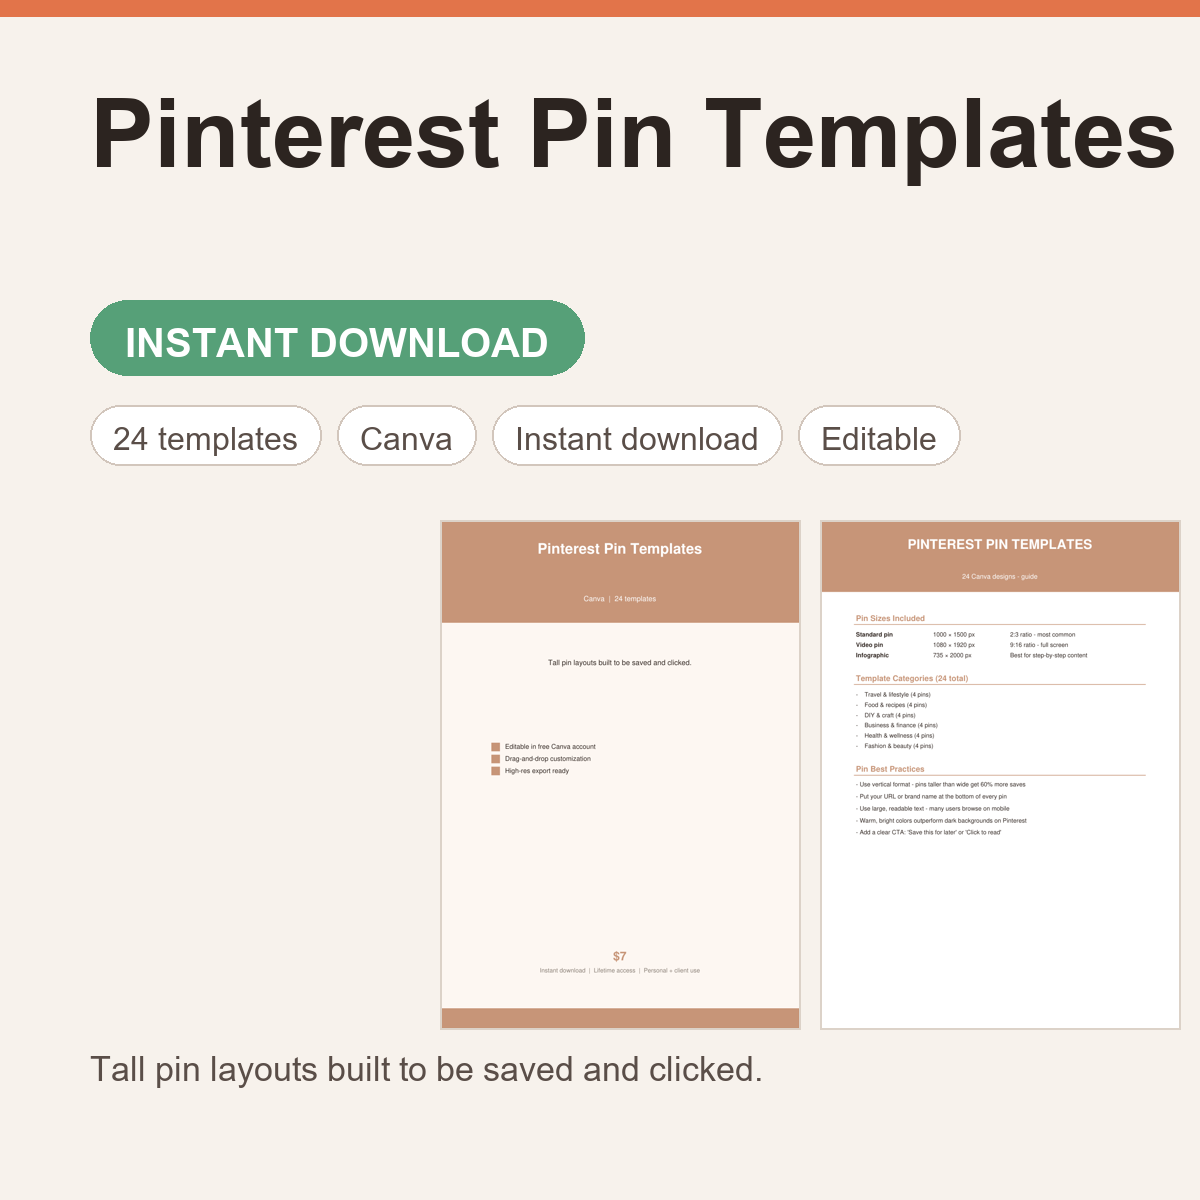 Pinterest Pin Templates
INSTANT DOWNLOAD
24 templates
Canva
Instant download
Editable
Pinterest Pin Templates
Canva | 24 templates
Tall pin layouts built to be saved and clicked.
Editable in free Canva account
Drag-and-drop customization
High-res export ready
$7
Instant download | Lifetime access | Personal + client use
PINTEREST PIN TEMPLATES
24 Canva designs - guide
Pin Sizes Included
Standard pin 1000 × 1500 px 2:3 ratio - most common
Video pin 1080 × 1920 px 9:16 ratio - full screen
Infographic 735 × 2000 px Best for step-by-step content
Template Categories (24 total)
- Travel & lifestyle (4 pins)
- Food & recipes (4 pins)
- DIY & craft (4 pins)
- Business & finance (4 pins)
- Health & wellness (4 pins)
- Fashion & beauty (4 pins)
Pin Best Practices
- Use vertical format - pins taller than wide get 60% more saves
- Put your URL or brand name at the bottom of every pin
- Use large, readable text - many users browse on mobile
- Warm, bright colors outperform dark backgrounds on Pinterest
- Add a clear CTA: 'Save this for later' or 'Click to read'
Tall pin layouts built to be saved and clicked.